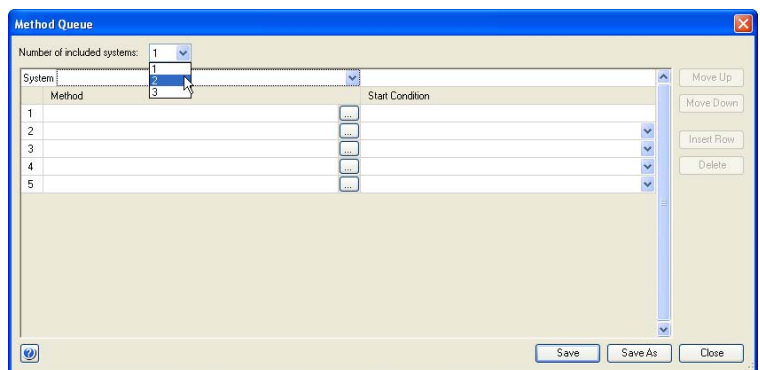 Method Queue
Number of included systems: 1
1
2
3
System
Method Start Condition
1 ...
2 ...
3 ...
4 ...
5 ...
Move Up
Move Down
Insert Row
Delete
? Save Save As Close